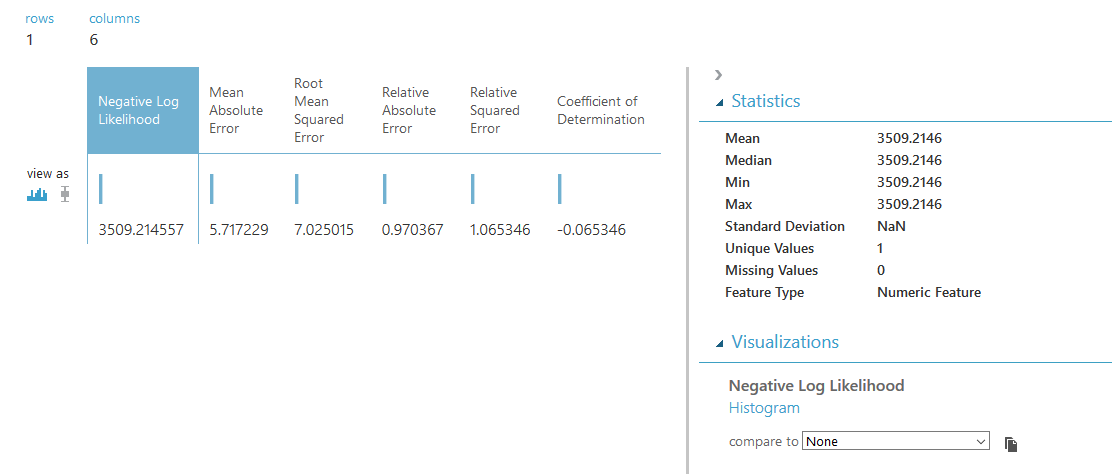 rows columns
1 6
Negative Log Likelihood Mean Absolute Error Root Mean Squared Error Relative Absolute Error Relative Squared Error Coefficient of Determination
view as
3509.214557 5.717229 7.025015 0.970367 1.065346 -0.065346
Statistics
Mean 3509.2146
Median 3509.2146
Min 3509.2146
Max 3509.2146
Standard Deviation NaN
Unique Values 1
Missing Values 0
Feature Type Numeric Feature
Visualizations
Negative Log Likelihood
Histogram
compare to None